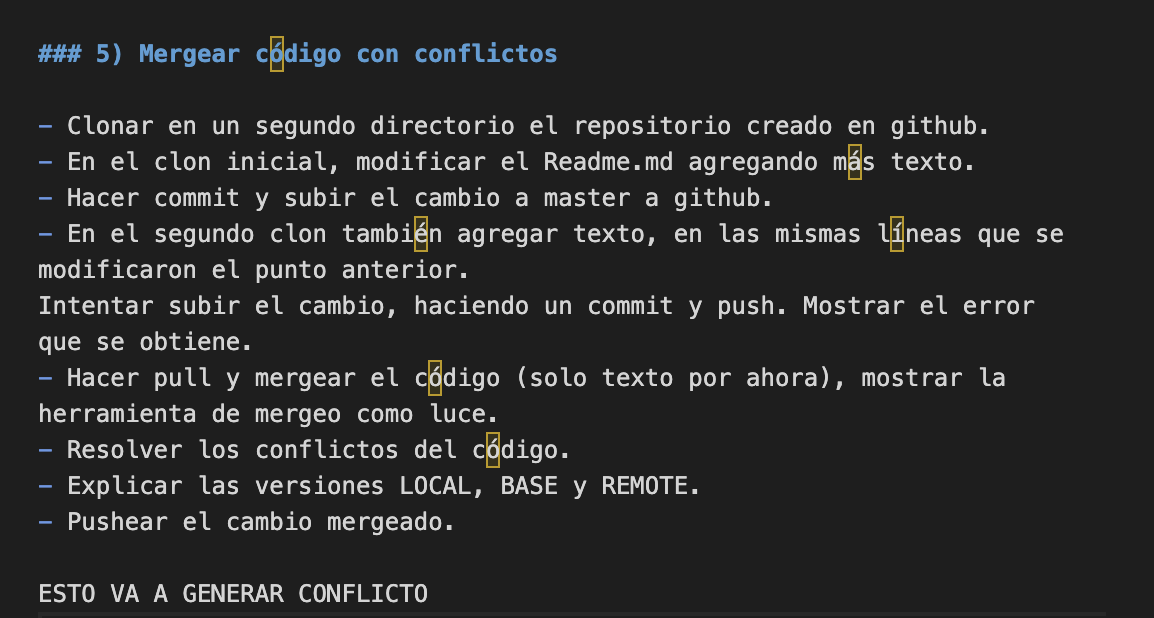 ### 5) Mergear código con conflictos
- Clonar en un segundo directorio el repositorio creado en github.
- En el clon inicial, modificar el Readme.md agregando más texto.
- Hacer commit y subir el cambio a master a github.
- En el segundo clon también agregar texto, en las mismas líneas que se
modificaron el punto anterior.
Intentar subir el cambio, haciendo un commit y push. Mostrar el error
que se obtiene.
- Hacer pull y mergear el código (solo texto por ahora), mostrar la
herramienta de mergeo como luce.
- Resolver los conflictos del código.
- Explicar las versiones LOCAL, BASE y REMOTE.
- Pushear el cambio mergeado.
ESTO VA A GENERAR CONFLICTO